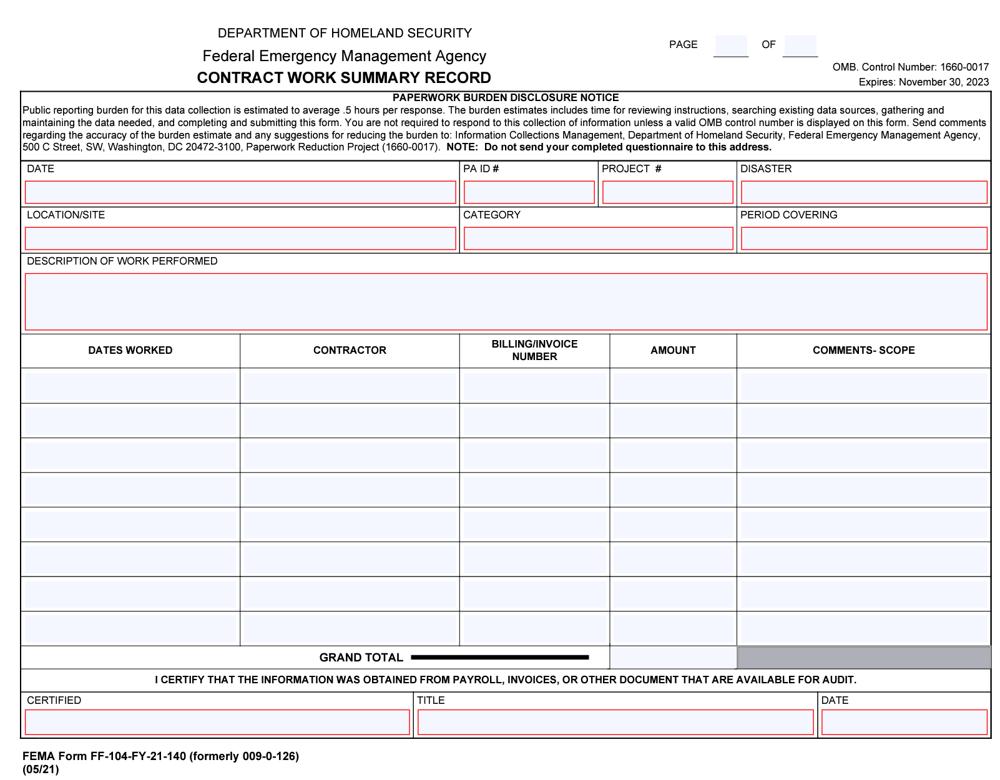 DEPARTMENT OF HOMELAND SECURITY
Federal Emergency Management Agency
CONTRACT WORK SUMMARY RECORD
PAGE OF
OMB. Control Number: 1660-0017
Expires: November 30, 2023
PAPERWORK BURDEN DISCLOSURE NOTICE
Public reporting burden for this data collection is estimated to average .5 hours per response. The burden estimates includes time for reviewing instructions, searching existing data sources, gathering and
maintaining the data needed, and completing and submitting this form. You are not required to respond to this collection of information unless a valid OMB control number is displayed on this form. Send comments
regarding the accuracy of the burden estimate and any suggestions for reducing the burden to: Information Collections Management, Department of Homeland Security, Federal Emergency Management Agency,
500 C Street, SW, Washington, DC 20472-3100, Paperwork Reduction Project (1660-0017). NOTE: Do not send your completed questionnaire to this address.
DATE PA ID # PROJECT # DISASTER
LOCATION/SITE CATEGORY PERIOD COVERING
DESCRIPTION OF WORK PERFORMED
DATES WORKED CONTRACTOR BILLING/INVOICE NUMBER AMOUNT COMMENTS- SCOPE
GRAND TOTAL
I CERTIFY THAT THE INFORMATION WAS OBTAINED FROM PAYROLL, INVOICES, OR OTHER DOCUMENT THAT ARE AVAILABLE FOR AUDIT.
CERTIFIED TITLE DATE
FEMA Form FF-104-FY-21-140 (formerly 009-0-126)
(05/21)